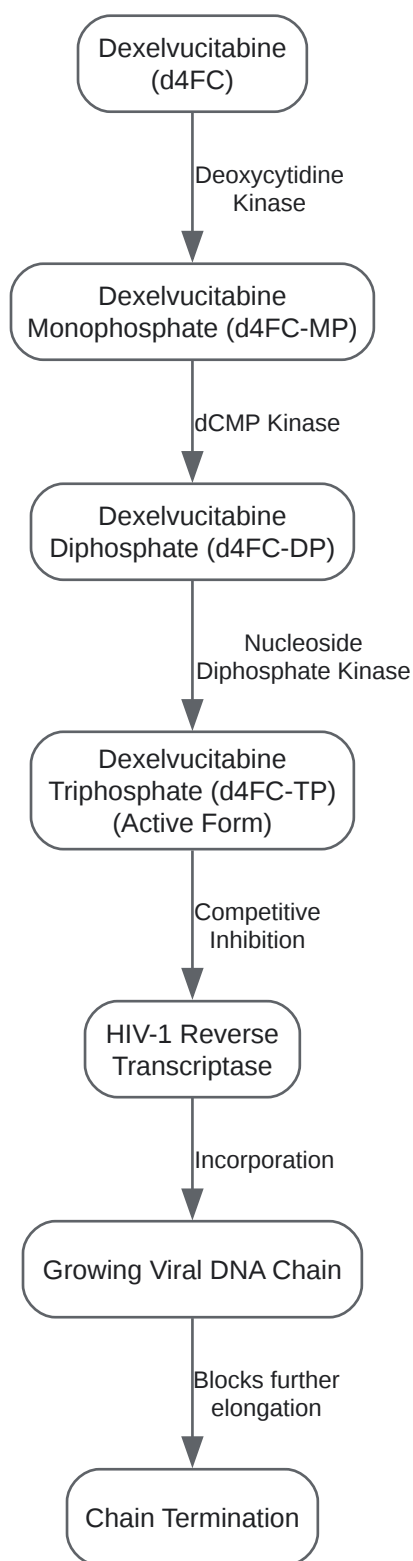 Dexelvucitabine
(d4FC)
Deoxycytidine
Kinase
Dexelvucitabine
Monophosphate (d4FC-MP)
dCMP Kinase
Dexelvucitabine
Diphosphate (d4FC-DP)
Nucleoside
Diphosphate Kinase
Dexelvucitabine
Triphosphate (d4FC-TP)
(Active Form)
Competitive
Inhibition
HIV-1 Reverse
Transcriptase
Incorporation
Growing Viral DNA Chain
Blocks further
elongation
Chain Termination